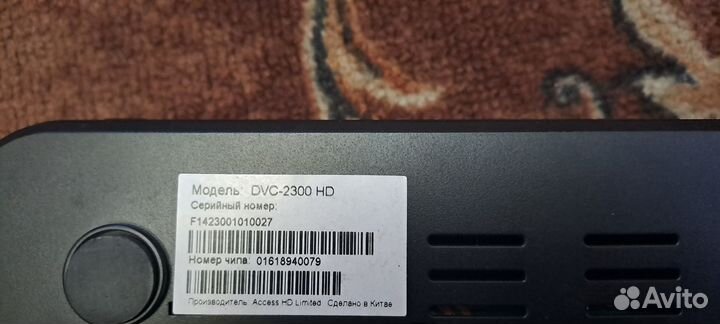 Модель: DVC-2300 HD
Серийный номер:
F1423001010027
Номер чипа: 01618940079
Производитель: Access HD Limited Сделано в Китае
Avito